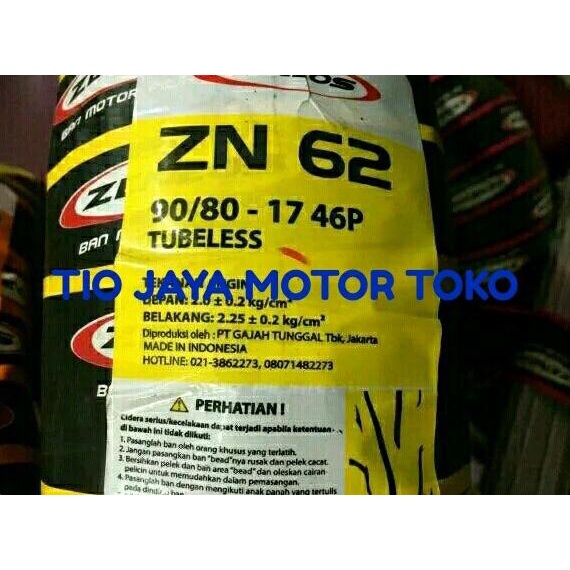 BAN MOTOR
ZN 62
90/80 - 17 46P
TUBELESS
TIO JAYA MOTOR TOKO
DEPAN: 2.0 ± 0.2 kg/cm²
BELAKANG: 2.25 ± 0.2 kg/cm²
Diproduksi oleh : PT GAJAH TUNGGAL Tbk, Jakarta
MADE IN INDONESIA
HOTLINE: 021-3862273, 08071482273
BAN
PERHATIAN !
Cidera serius/kecelakaan dapat terjadi apabila ketentuan
di bawah ini tidak diikuti:
1. Pasanglah ban oleh orang khusus yang terlatih.
2. Jangan pasangkan ban "bead"nya rusak dan pelek cacat.
3. Bersihkan pelek dan ban area "bead" dan oleskan cairan
pelicin untuk memudahkan dalam pemasangan.
4. Pasanglah ban dengan mengikuti anak panah yang tertulis
pada ban